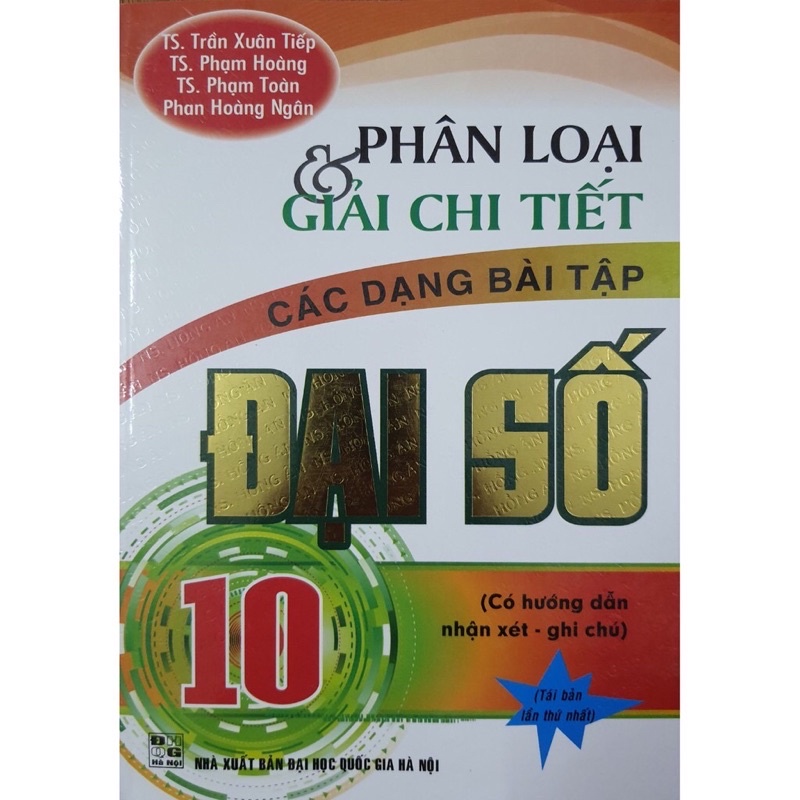 TS. Trần Xuân Tiếp
TS. Phạm Hoàng
TS. Phạm Toàn
Phan Hoàng Ngân
PHÂN LOẠI
& GIẢI CHI TIẾT
CÁC DẠNG BÀI TẬP
ĐẠI SỐ
10
(Có hướng dẫn
nhận xét - ghi chú)
(Tái bản
lần thứ nhất)
ĐH
QG
Hà Nội
NHÀ XUẤT BẢN ĐẠI HỌC QUỐC GIA HÀ NỘI